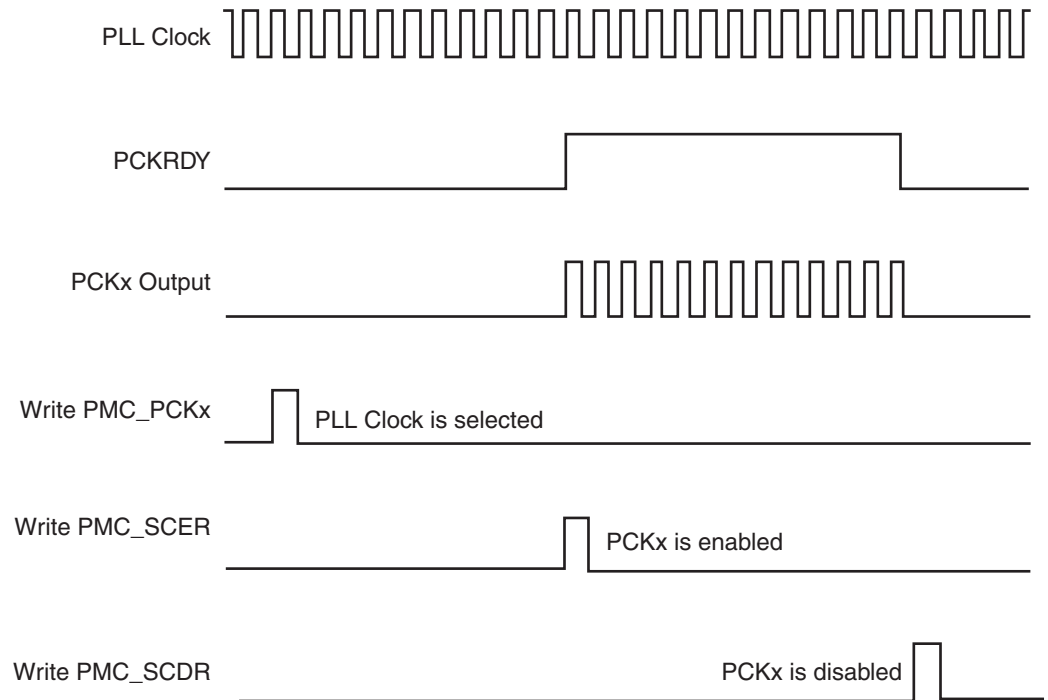 PLL Clock
PCKRDY
PCKx Output
Write PMC_PCKx
PLL Clock is selected
Write PMC_SCER
PCKx is enabled
Write PMC_SCDR
PCKx is disabled